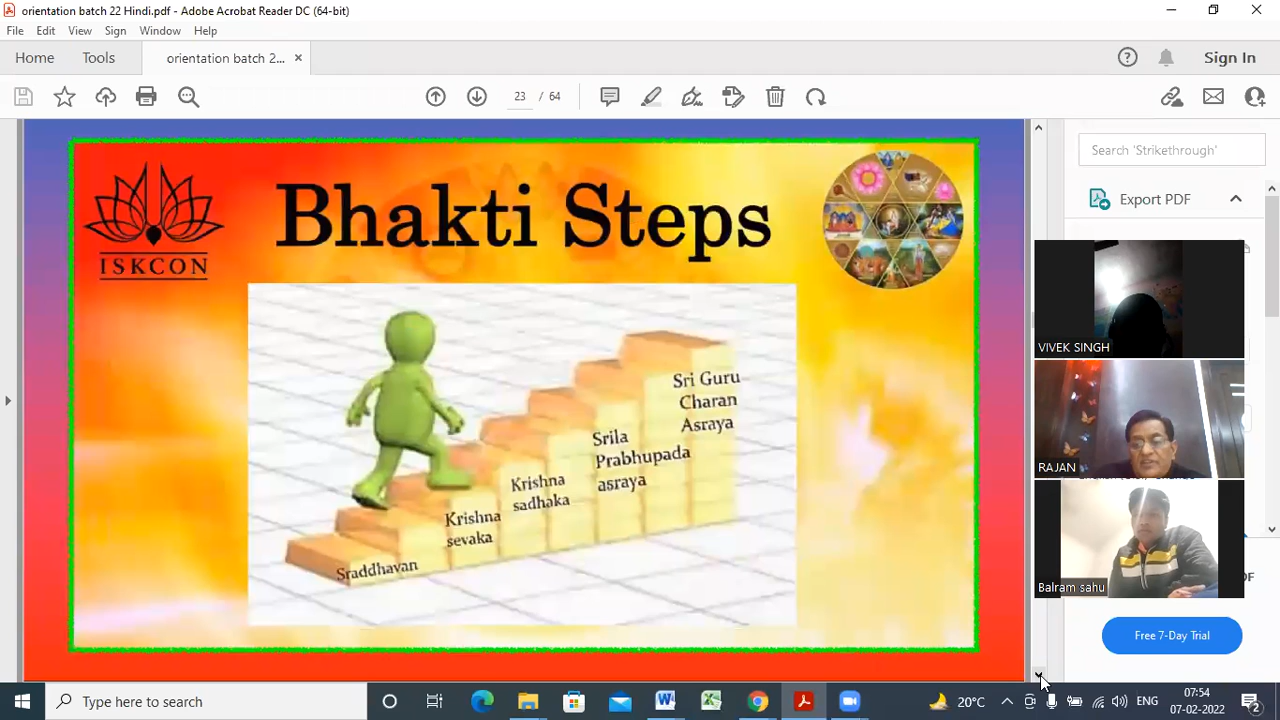 orientation batch 22 Hindi.pdf - Adobe Acrobat Reader DC (64-bit)
File Edit View Sign Window Help
Home Tools orientation batch 2... ×
Sign In
23 / 64
Bhakti Steps
ISKCON
Sri Guru
Charan
Asraya
Srila
Prabhupada
asraya
Krishna
sadhaka
Krishna
sevaka
Sraddhavan
Search 'Strikethrough'
Export PDF
VIVEK SINGH
RAJAN
Balram sahu
DF
Free 7-Day Trial
Type here to search
20°C
ENG
07:54
07-02-2022
2